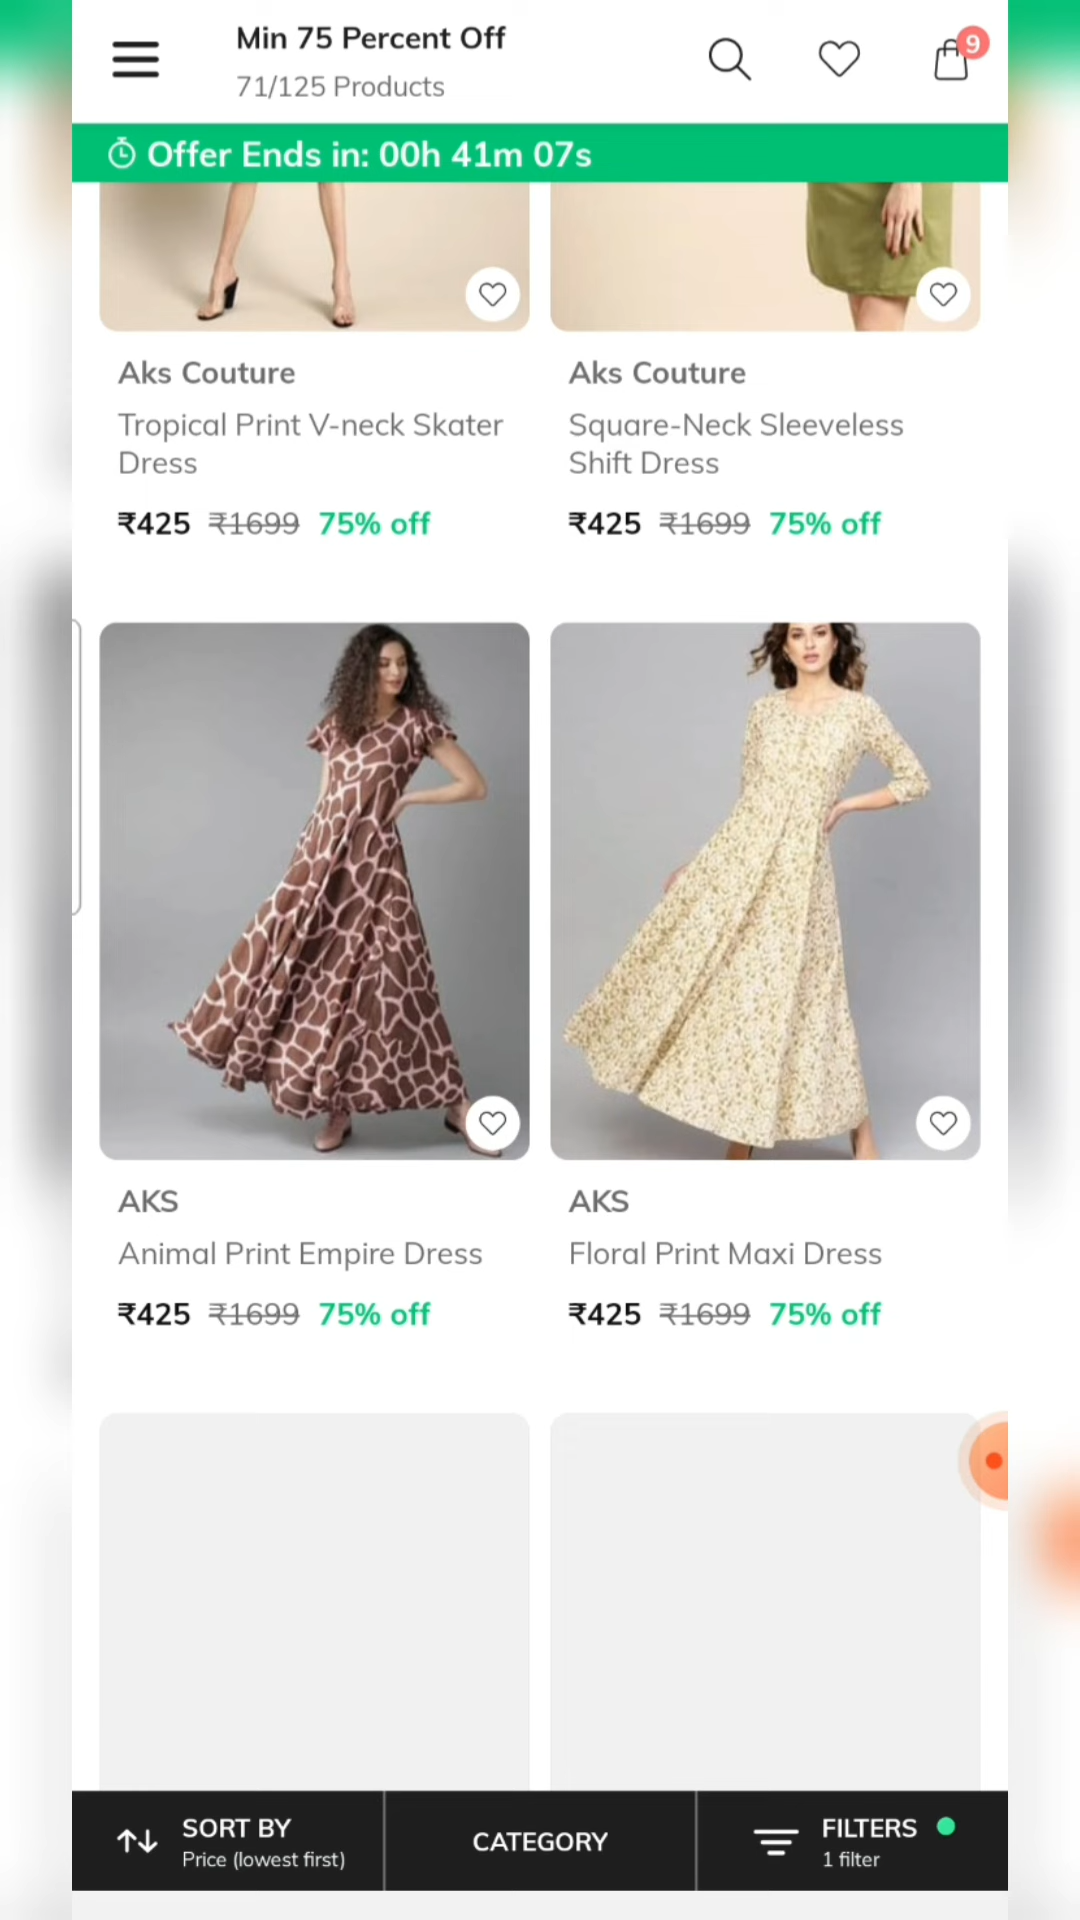 Min 75 Percent Off
71/125 Products
9
Offer Ends in: 00h 41m 07s
Aks Couture
Tropical Print V-neck Skater
Dress
₹425 ₹1699 75% off
Aks Couture
Square-Neck Sleeveless
Shift Dress
₹425 ₹1699 75% off
AKS
Animal Print Empire Dress
₹425 ₹1699 75% off
AKS
Floral Print Maxi Dress
₹425 ₹1699 75% off
SORT BY
Price (lowest first)
CATEGORY
FILTERS
1 filter